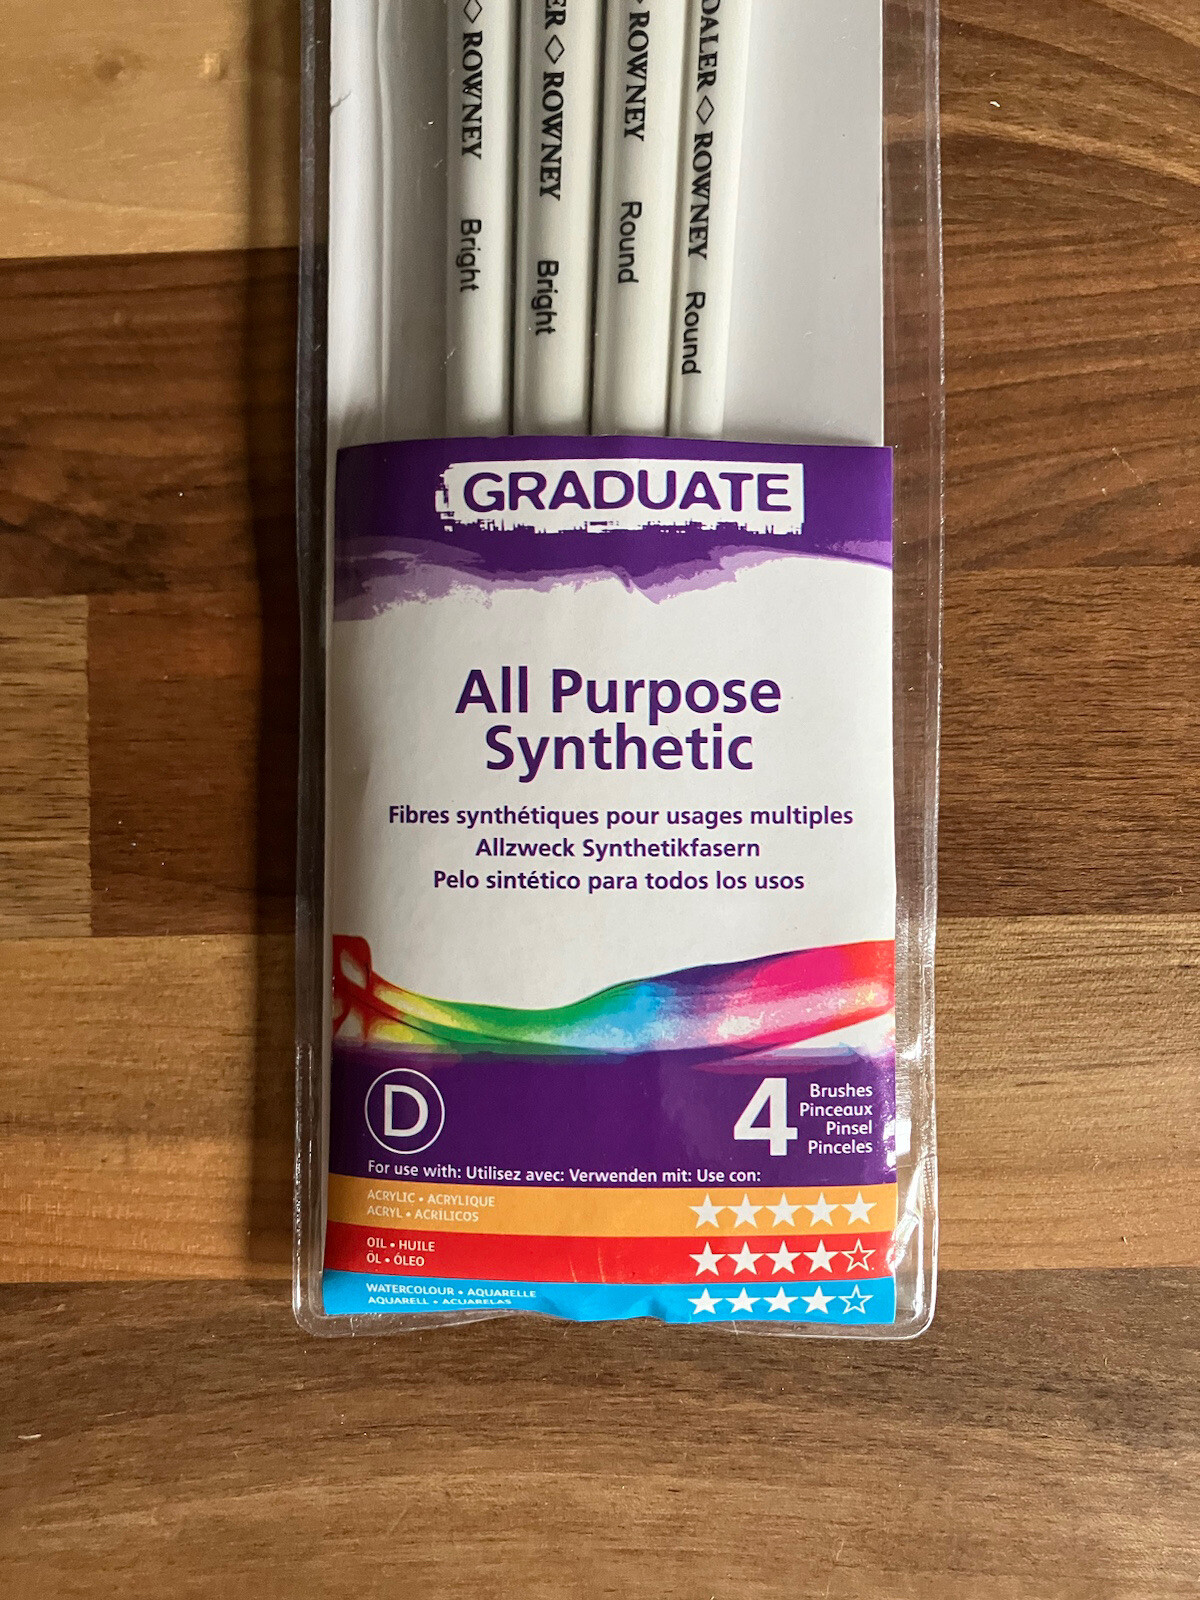 ◇ ROWNEY Bright
ER ◇ ROWNEY Bright
ROWNEY Round
DALER ◇ ROWNEY Round
GRADUATE
All Purpose
Synthetic
Fibres synthétiques pour usages multiples
Allzweck Synthetikfasern
Pelo sintético para todos los usos
D
4
Brushes
Pinceaux
Pinsel
Pinceles
For use with: Utilisez avec: Verwenden mit: Use con:
ACRYLIC • ACRYLIQUE
ACRYL • ACRÍLICOS
OIL • HUILE
ÖL • ÓLEO
WATERCOLOUR • AQUARELLE
AQUARELL • ACUARELAS